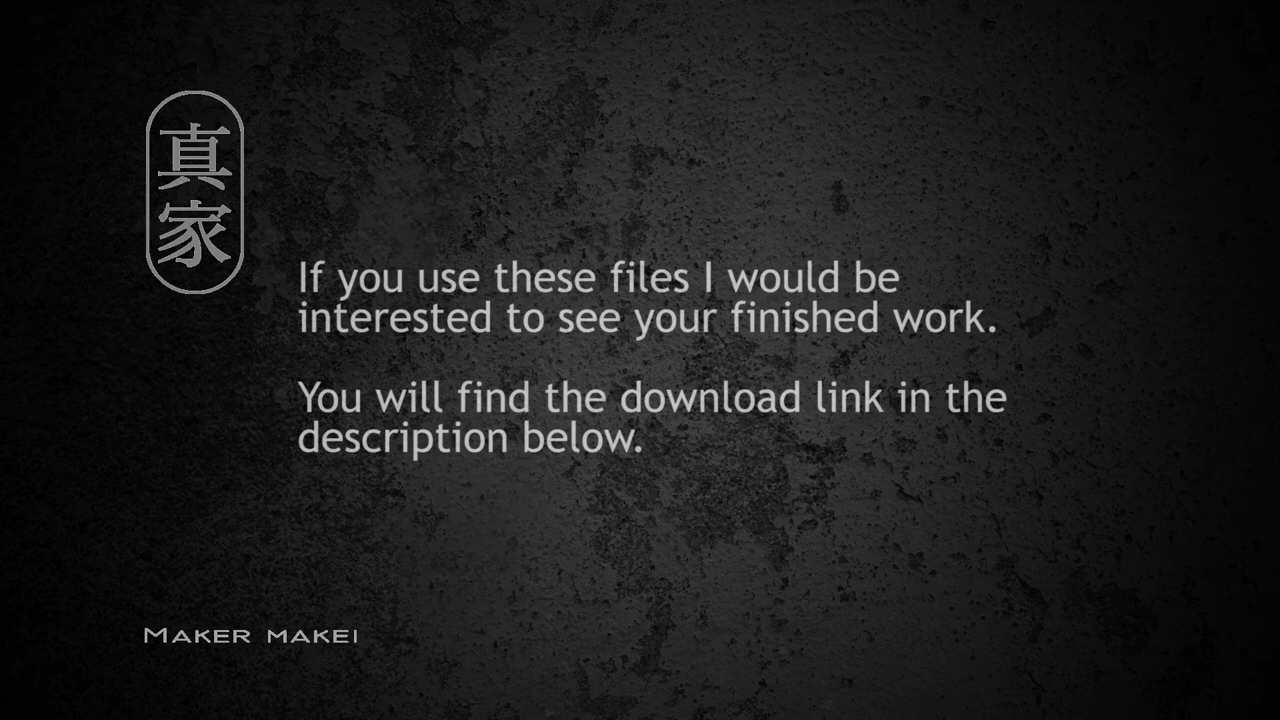 真
家
If you use these files I would be
interested to see your finished work.
You will find the download link in the
description below.
MAKER MAKEI